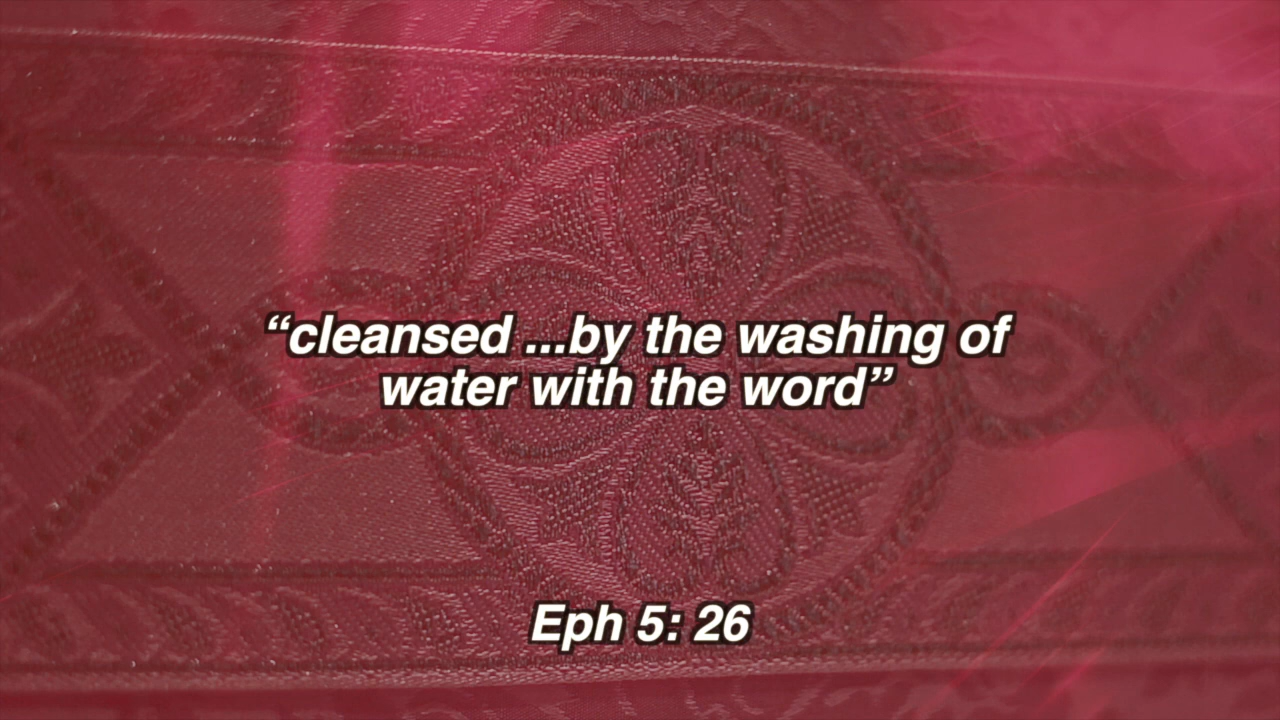 “cleansed ...by the washing of
water with the word”
Eph 5: 26